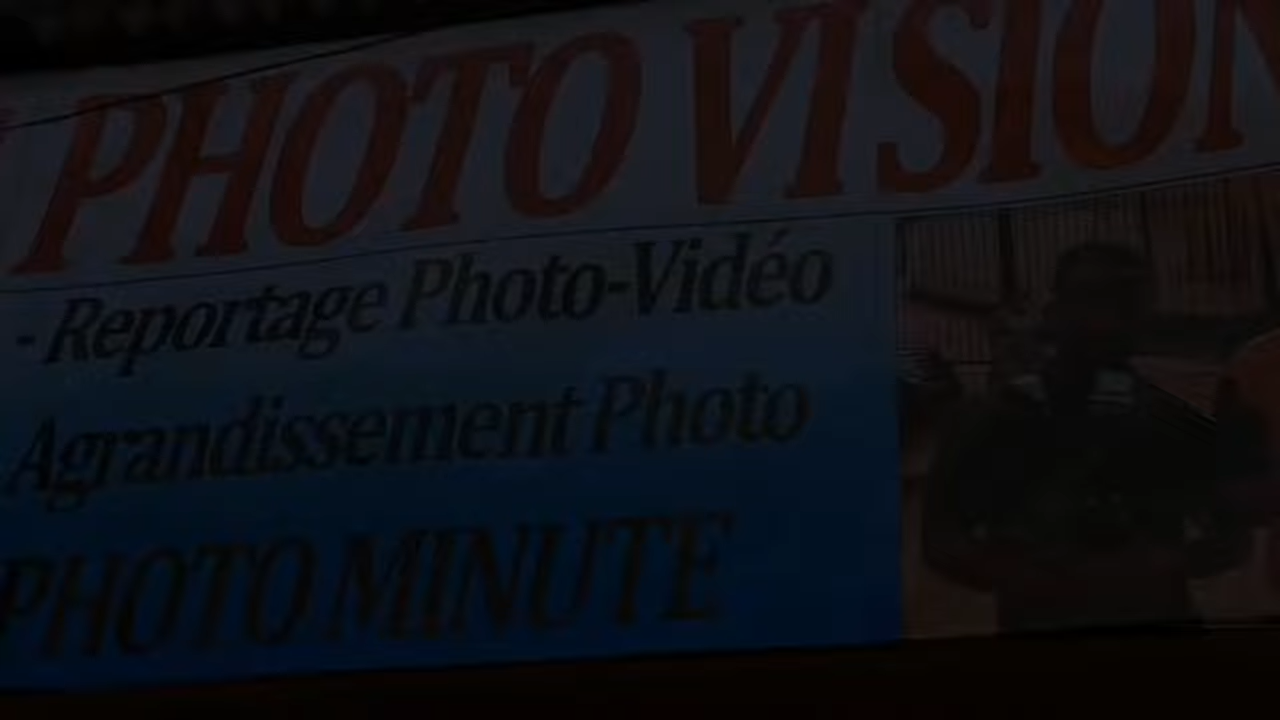 PHOTO VISION
- Reportage Photo-Vidéo
Agrandissement Photo
PHOTO MINUTE